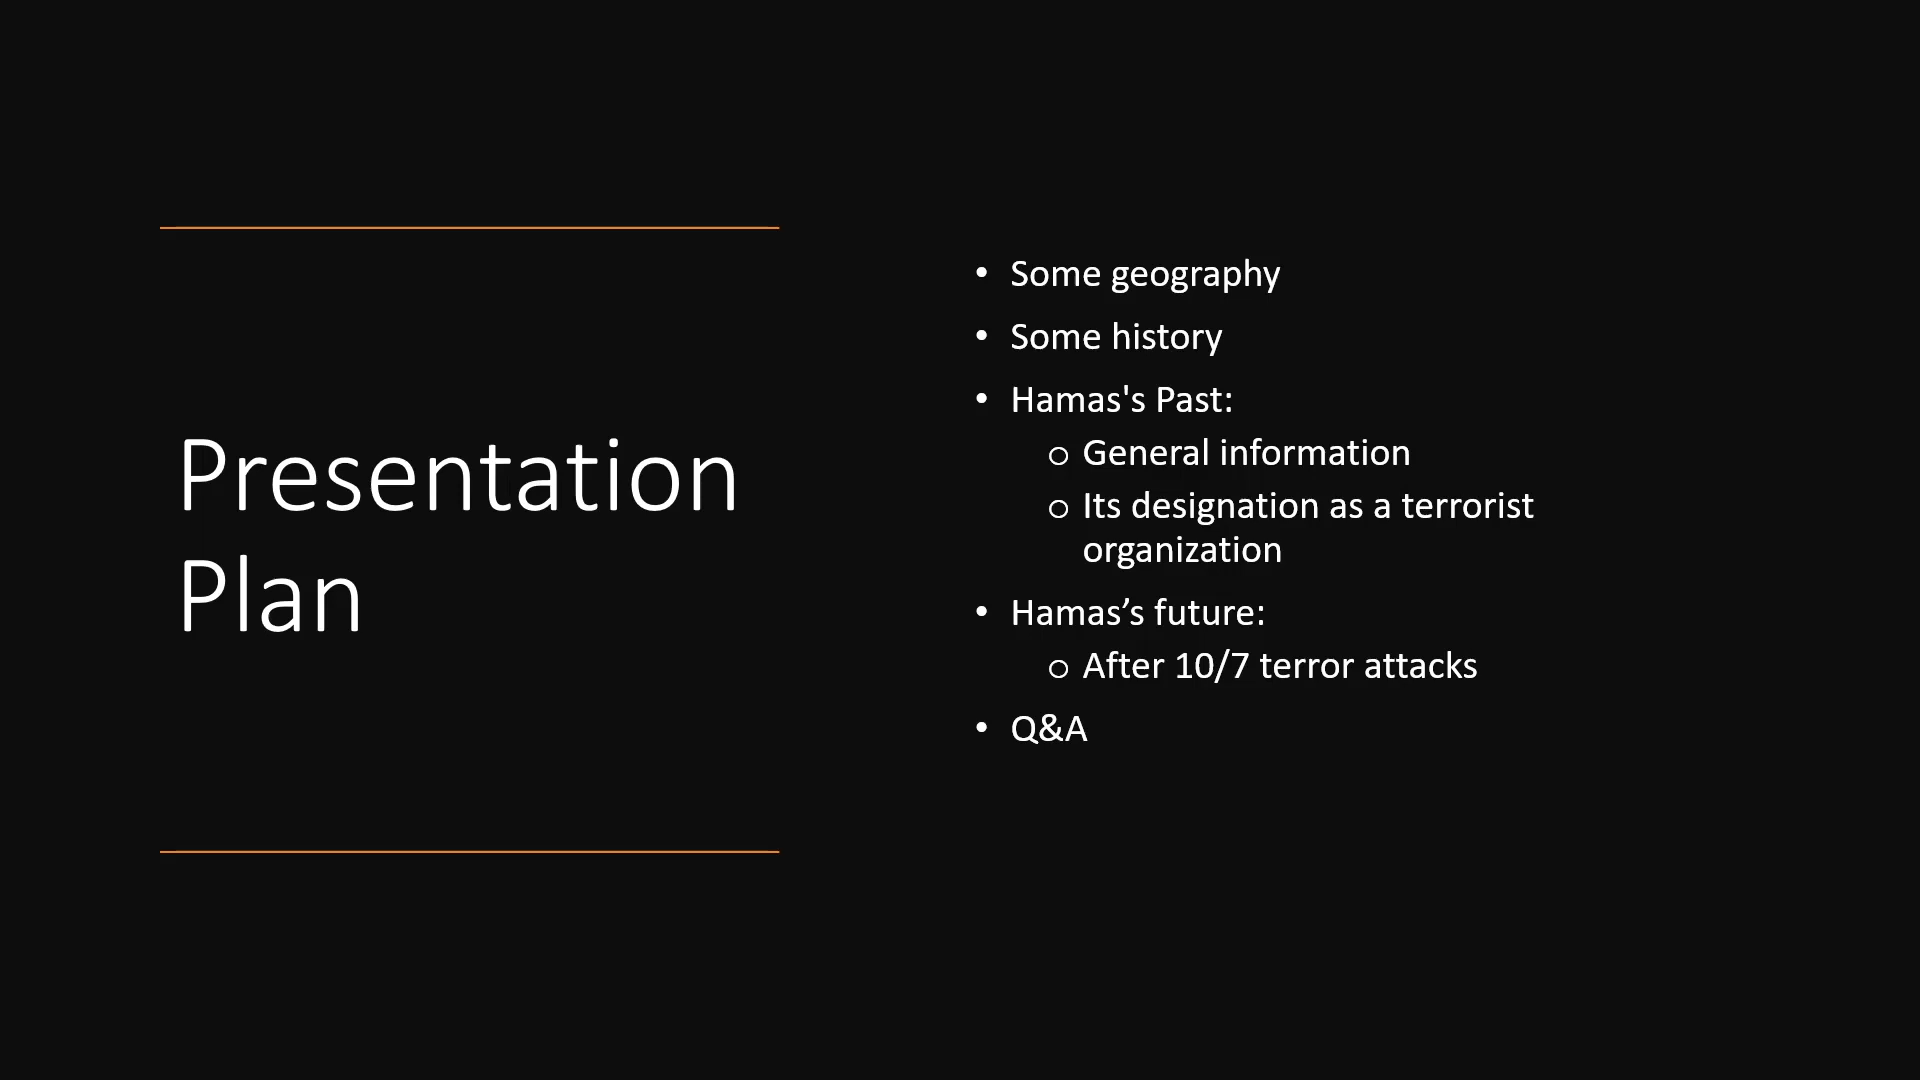 Presentation
Plan
• Some geography
• Some history
• Hamas's Past:
o General information
o Its designation as a terrorist
organization
• Hamas’s future:
o After 10/7 terror attacks
• Q&A